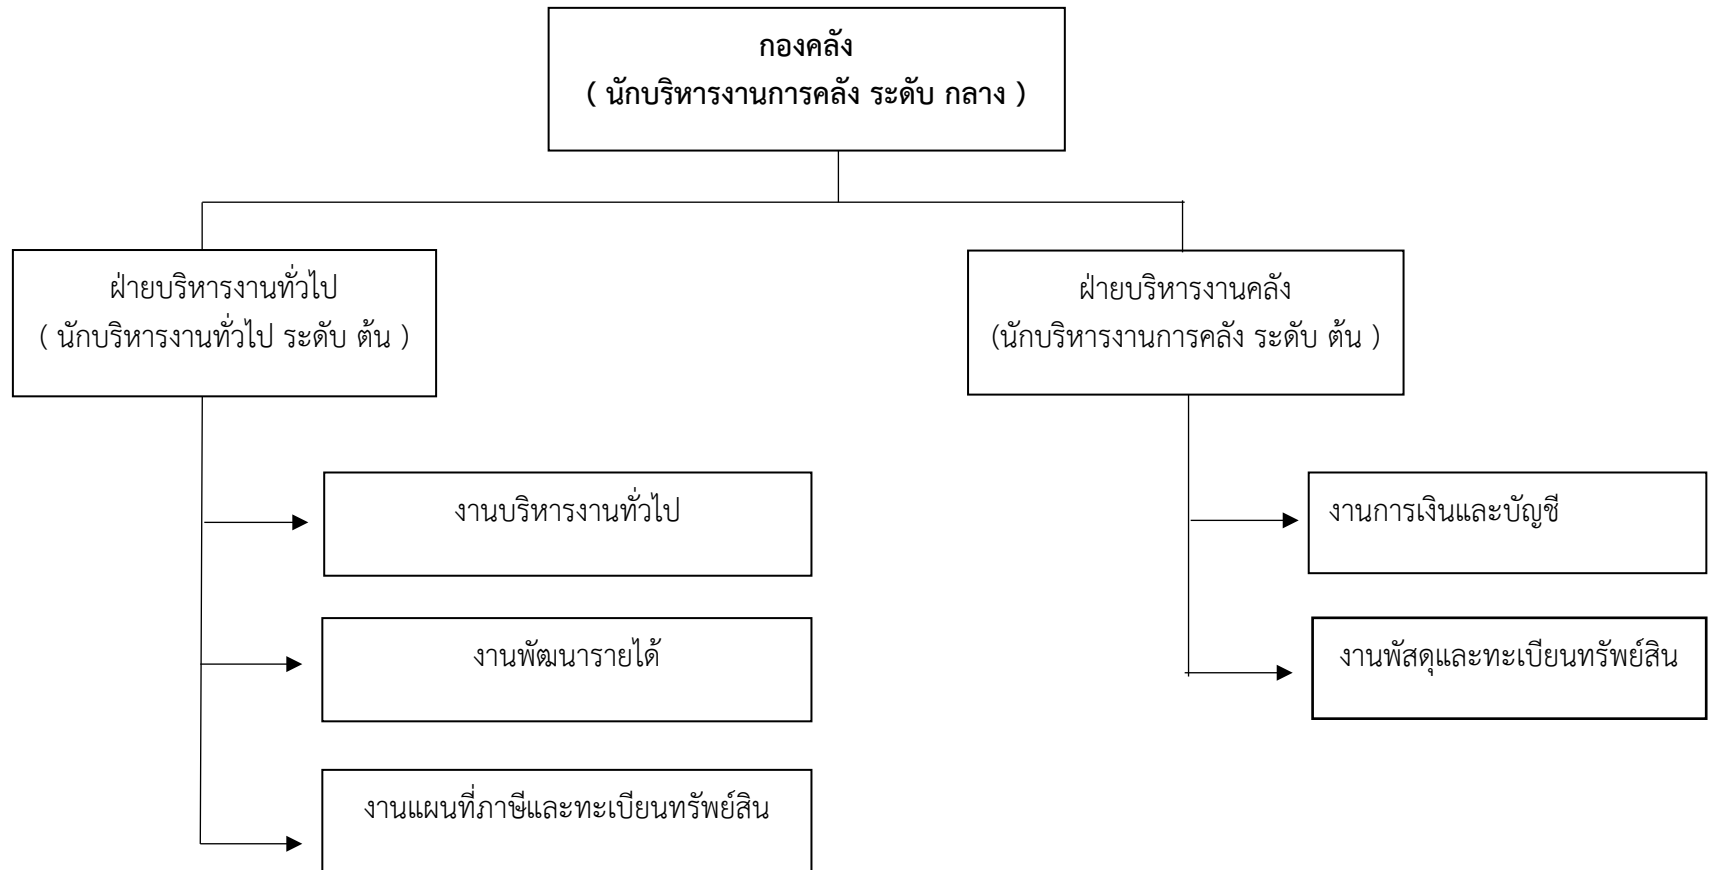 กองคลัง
( นักบริหารงานการคลัง ระดับ กลาง )
ฝ่ายบริหารงานทั่วไป
( นักบริหารงานทั่วไป ระดับ ต้น )
ฝ่ายบริหารงานคลัง
(นักบริหารงานการคลัง ระดับ ต้น )
งานบริหารงานทั่วไป
งานพัฒนารายได้
งานแผนที่ภาษีและทะเบียนทรัพย์สิน
งานการเงินและบัญชี
งานพัสดุและทะเบียนทรัพย์สิน